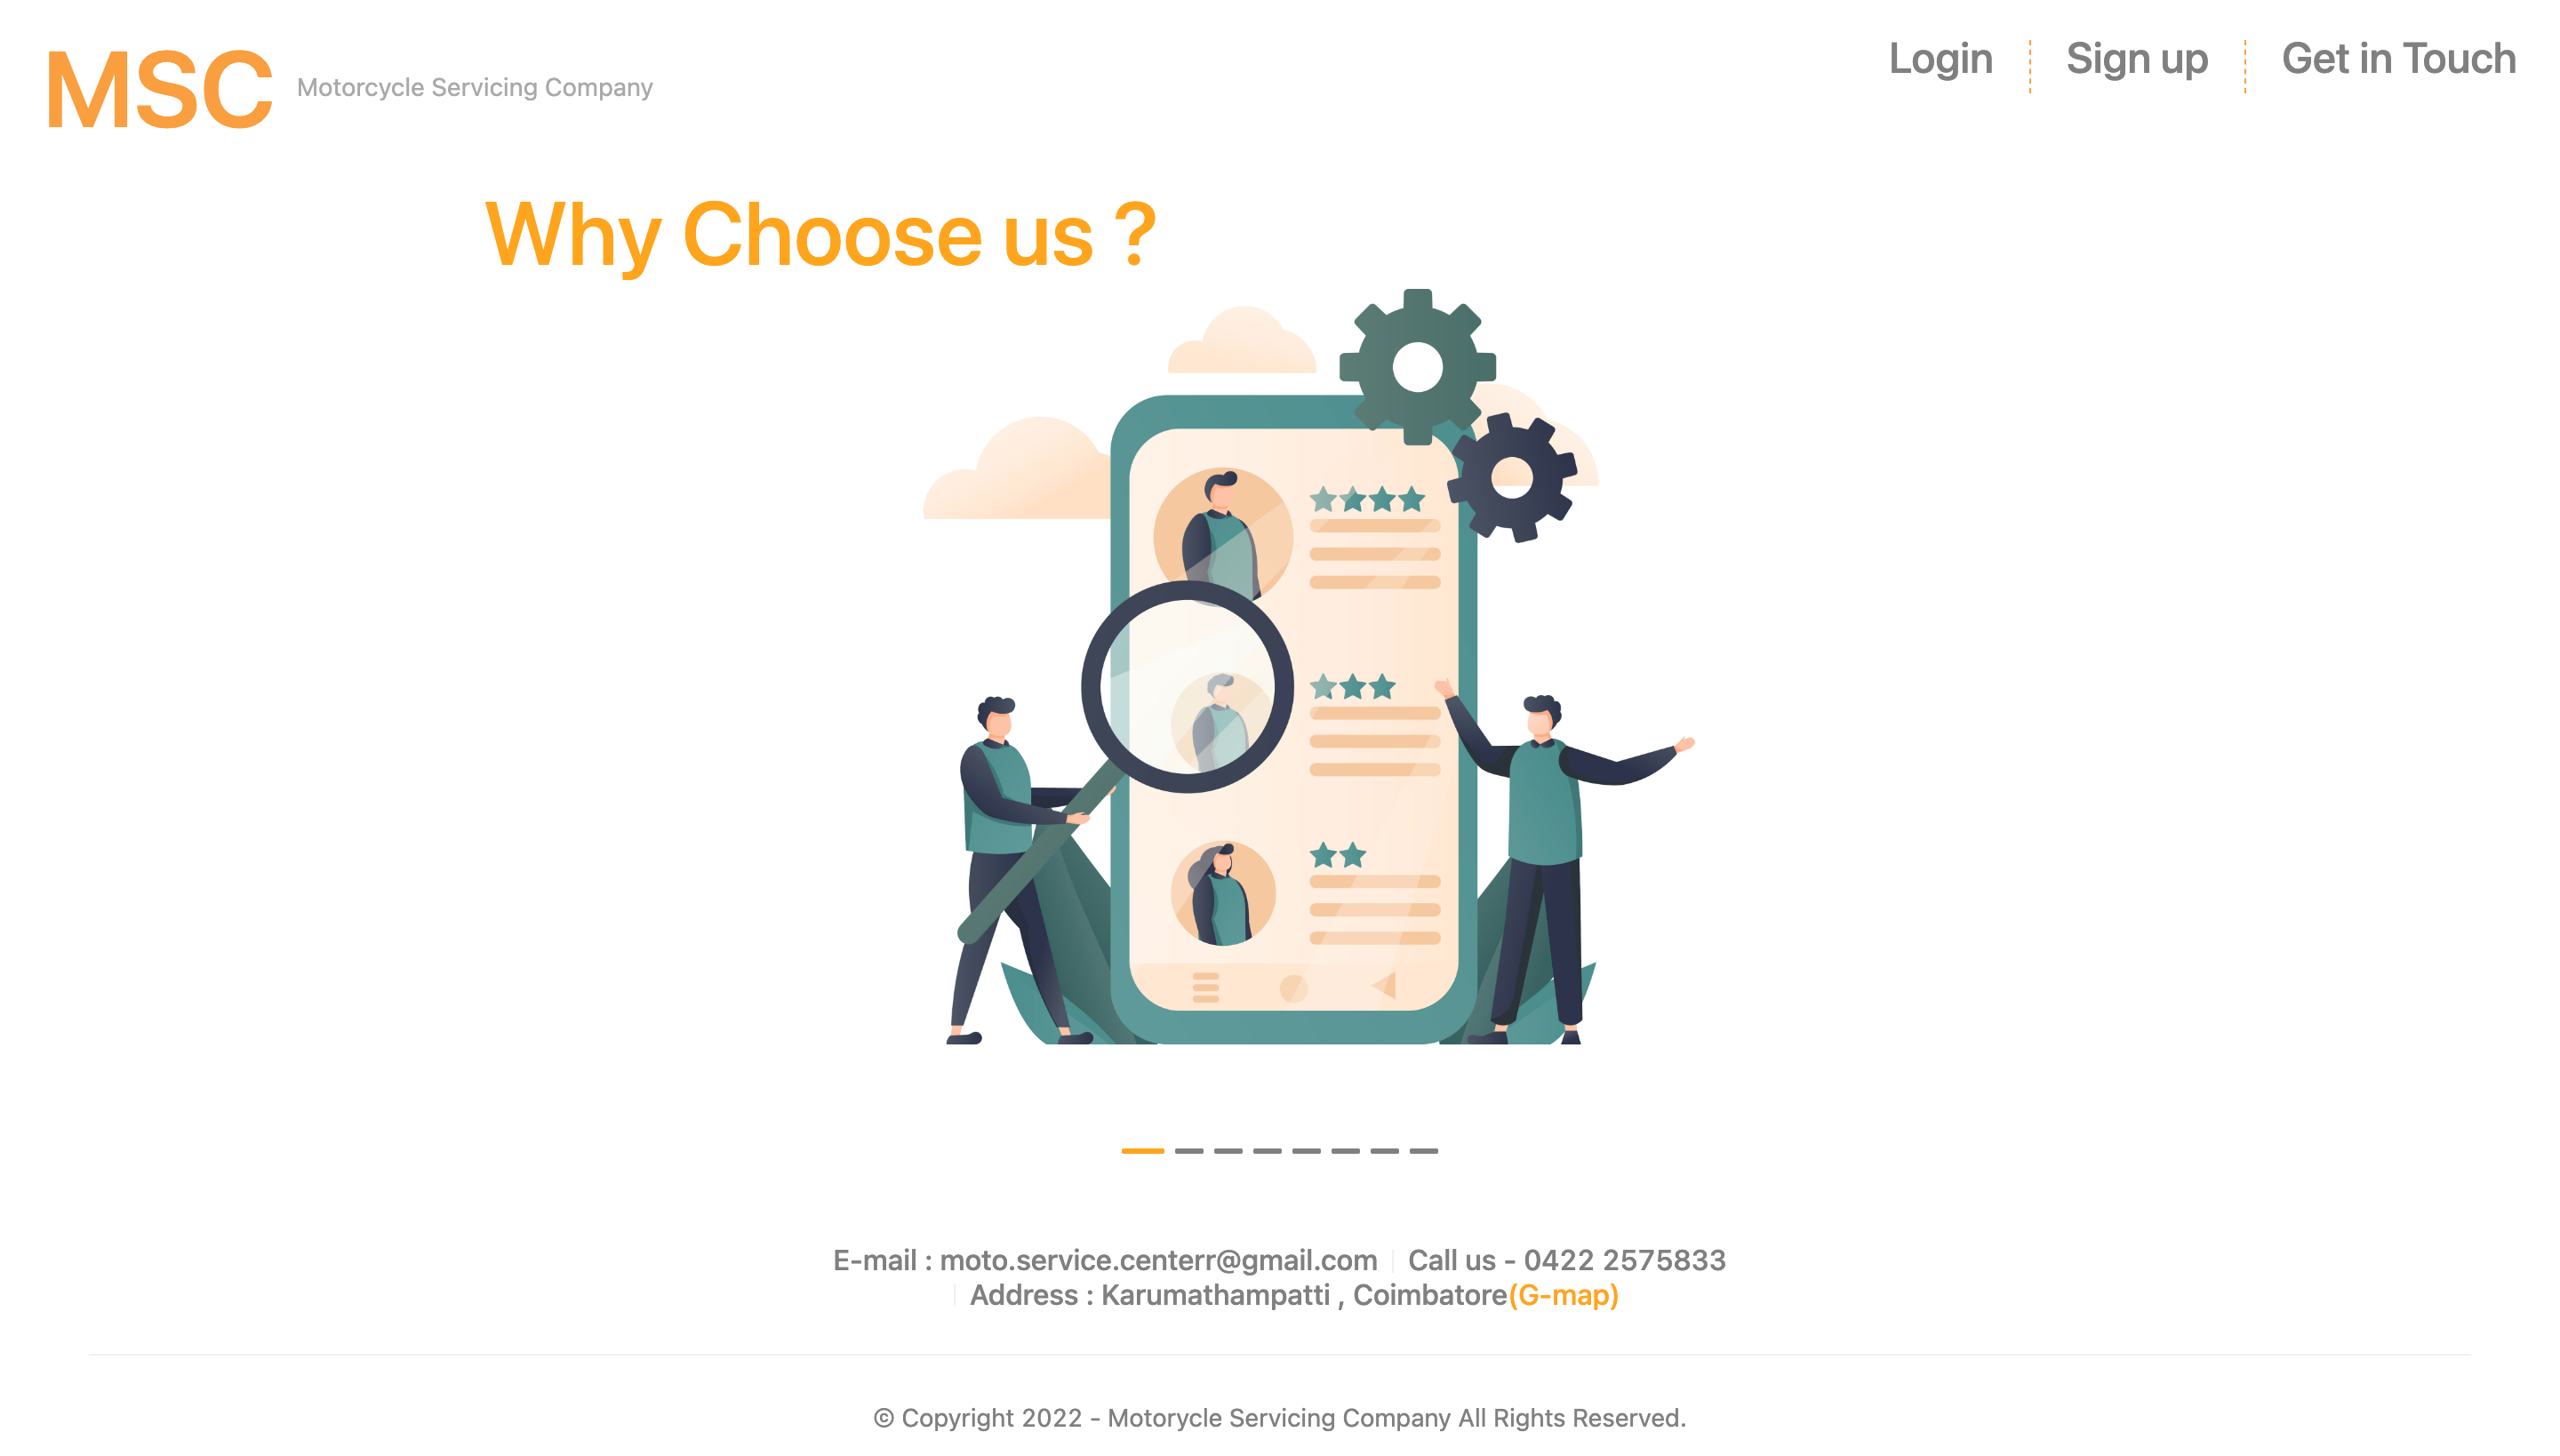 MSC Motorcycle Servicing Company
Login
Sign up
Get in Touch
Why Choose us ?
E-mail : moto.service.centerr@gmail.com
Call us - 0422 2575833
Address : Karumathampatti , Coimbatore(G-map)
© Copyright 2022 - Motorycle Servicing Company All Rights Reserved.